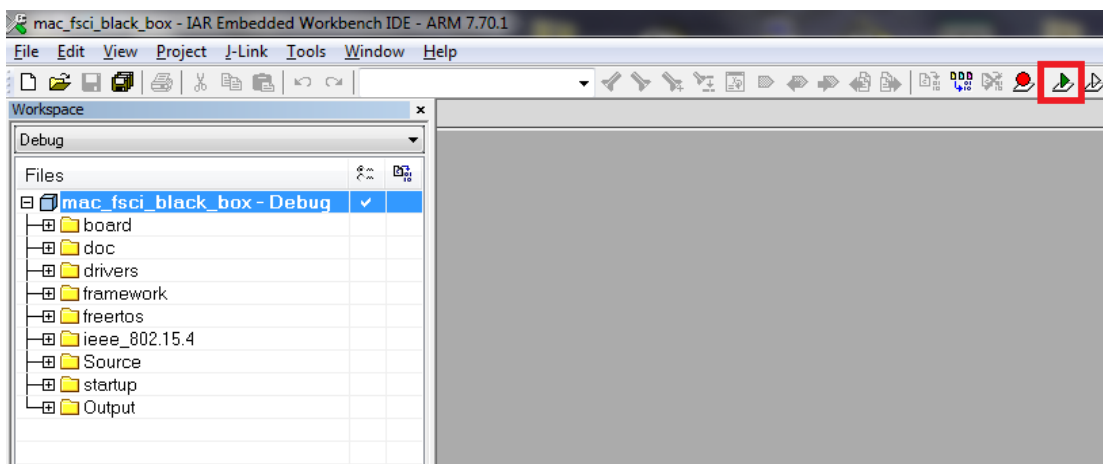 mac_fsci_black_box - IAR Embedded Workbench IDE - ARM 7.70.1
File Edit View Project J-Link Tools Window Help
Workspace
Debug
Files
mac_fsci_black_box - Debug
board
doc
drivers
framework
freertos
ieee_802.15.4
Source
startup
Output